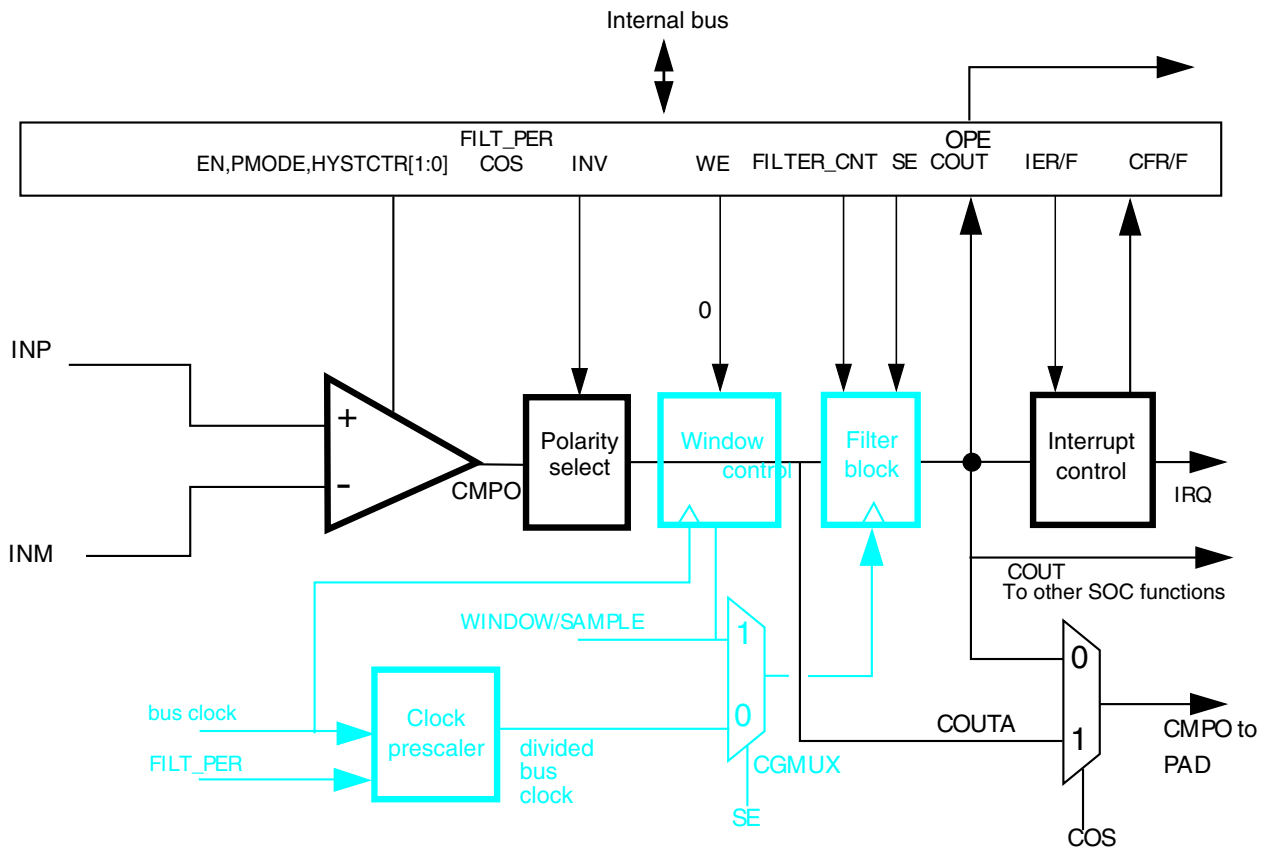 Internal bus
FILT_PER
OPE
EN,PMODE,HYSTCTR[1:0] COS INV WE FILTER_CNT SE COUT IER/F CFR/F
0
INP
+
Polarity
select
Window
control
Filter
block
Interrupt
control
-
CMPO
IRQ
INM
COUT
To other SOC functions
WINDOW/SAMPLE
1
0
bus clock
Clock
prescaler
0
COUTA
1
CMPO to
PAD
FILT_PER
divided
bus
clock
CGMUX
SE
COS